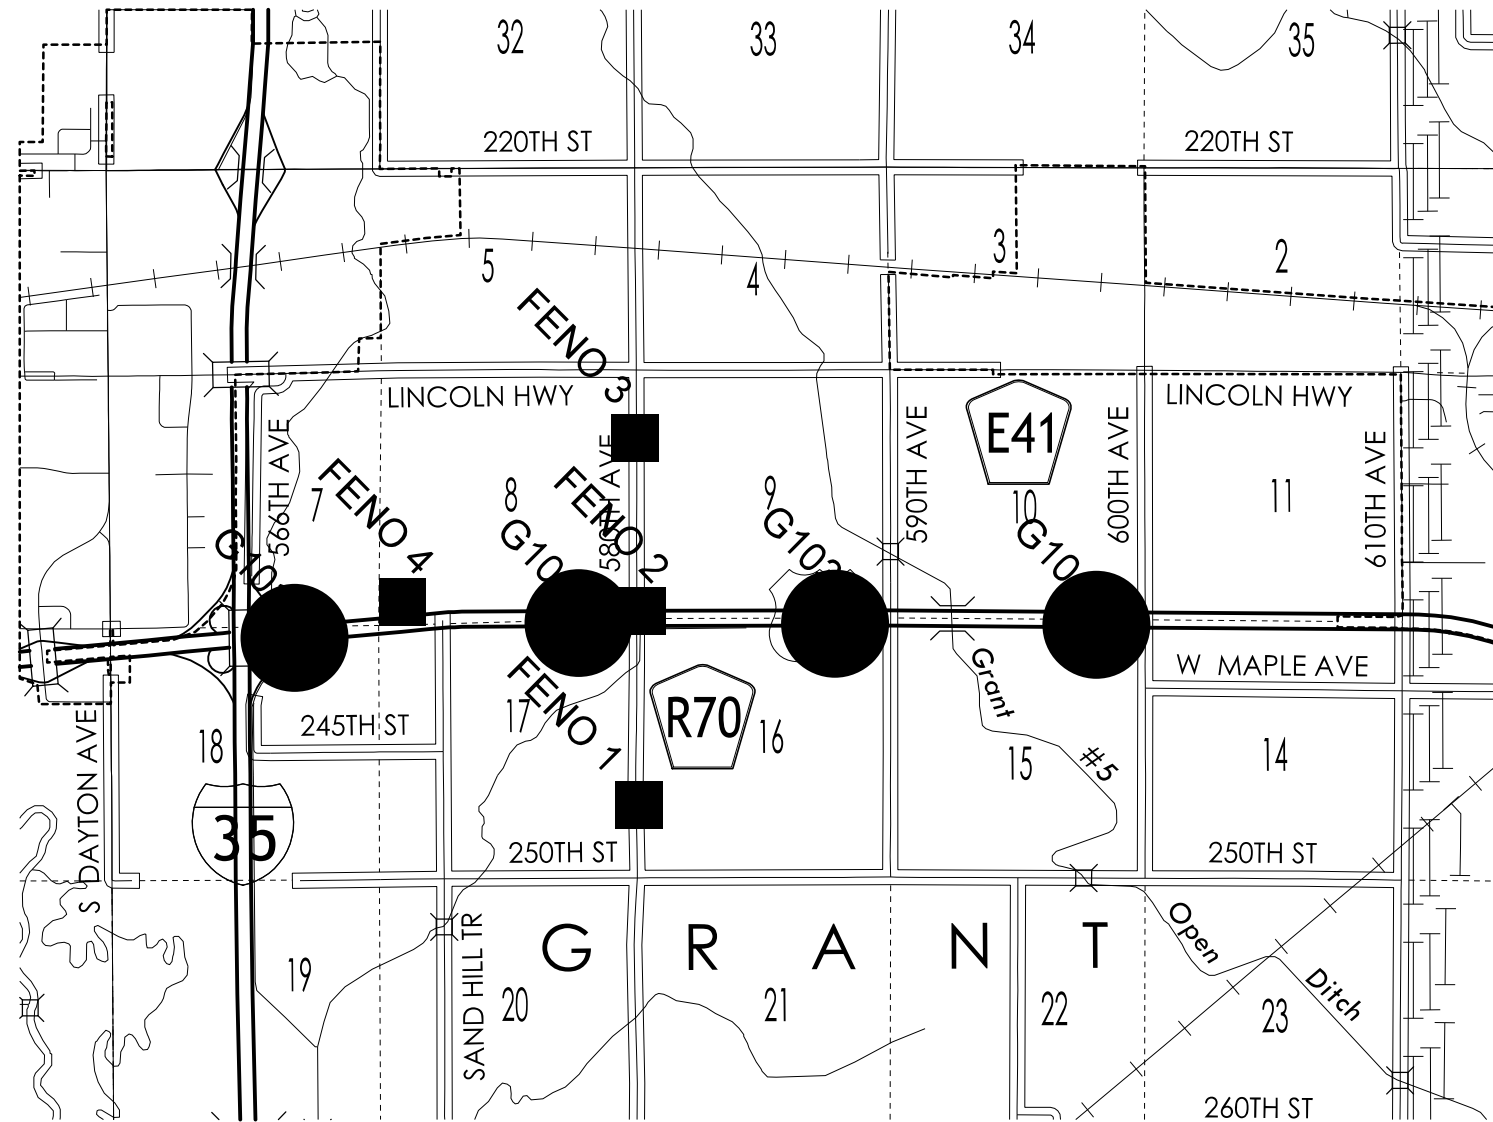 32
33
34
35
220TH ST
220TH ST
5
4
3
2
FENO 3
LINCOLN HWY
LINCOLN HWY
E41
566TH AVE
590TH AVE
600TH AVE
610TH AVE
7
8
9
10
11
FENO 4
FENO 2
G10
G10
G10
W MAPLE AVE
FENO 1
R70
Grant
#5
245TH ST
18
17
16
15
14
S DAYTON AVE
35
250TH ST
250TH ST
G R A N T
Open
Ditch
SAND HILL TR
19
20
21
22
23
260TH ST